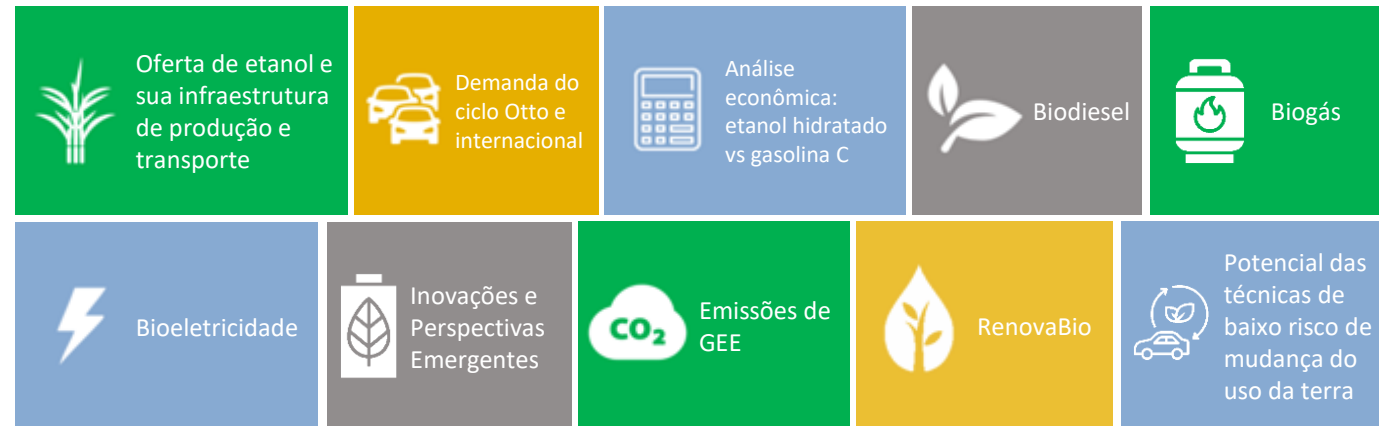 Oferta de etanol e
sua infraestrutura
de produção e
transporte
Demanda do
ciclo Otto e
internacional
Análise
econômica:
etanol hidratado
vs gasolina C
Biodiesel
Biogás
Bioeletricidade
Inovações e
Perspectivas
Emergentes
CO₂
Emissões de
GEE
RenovaBio
Potencial das
técnicas de
baixo risco de
mudança do
uso da terra